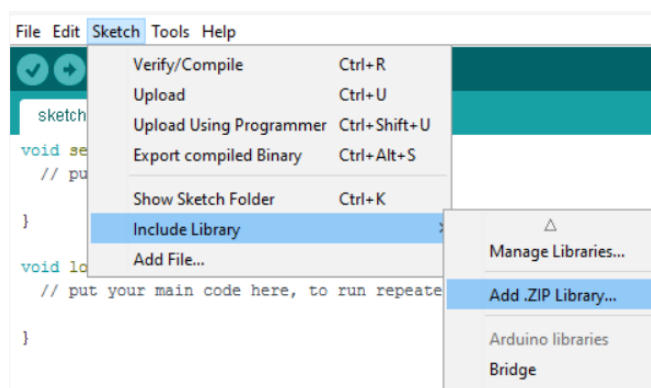 File Edit Sketch Tools Help
Verify/Compile Ctrl+R
Upload Ctrl+U
sketch
Upload Using Programmer Ctrl+Shift+U
void se
Export compiled Binary Ctrl+Alt+S
// pu
Show Sketch Folder Ctrl+K
}
Include Library
Manage Libraries...
void lo
Add File...
// put your main code here, to run repeate
Add .ZIP Library...
}
Arduino libraries
Bridge